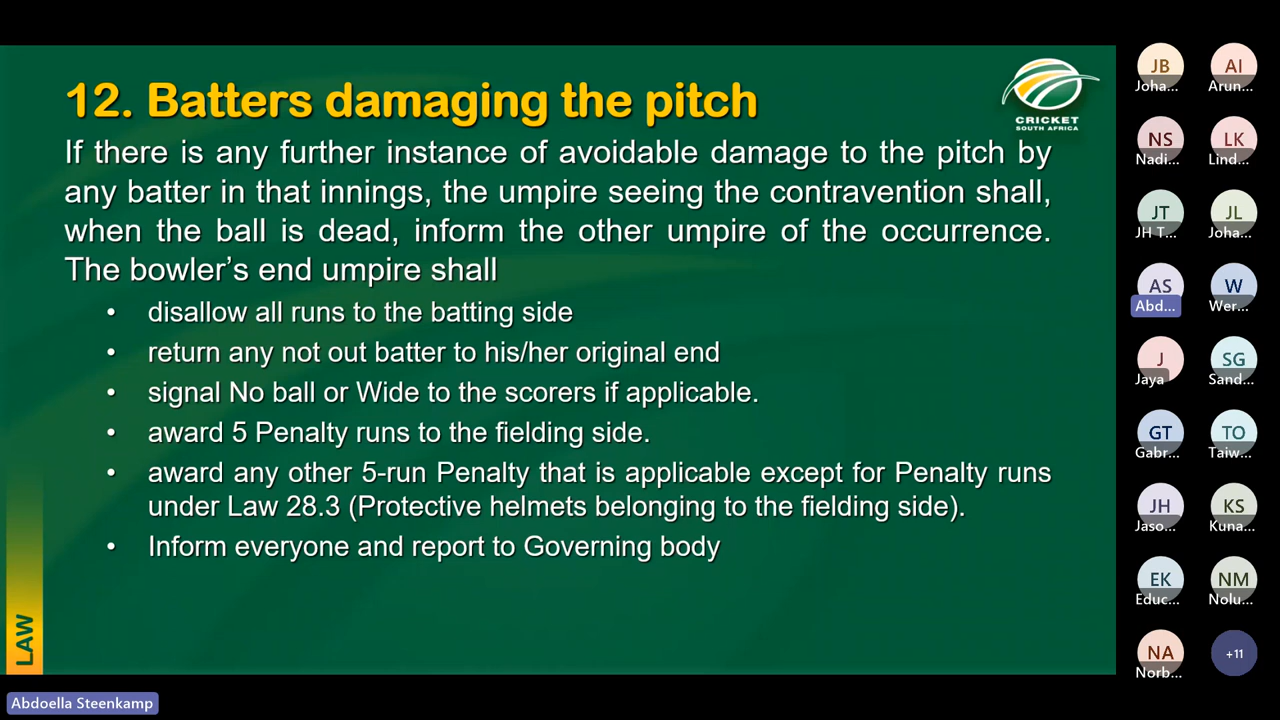 12. Batters damaging the pitch
CRICKET
SOUTH AFRICA
If there is any further instance of avoidable damage to the pitch by
any batter in that innings, the umpire seeing the contravention shall,
when the ball is dead, inform the other umpire of the occurrence.
The bowler’s end umpire shall
• disallow all runs to the batting side
• return any not out batter to his/her original end
• signal No ball or Wide to the scorers if applicable.
• award 5 Penalty runs to the fielding side.
• award any other 5-run Penalty that is applicable except for Penalty runs
under Law 28.3 (Protective helmets belonging to the fielding side).
• Inform everyone and report to Governing body
LAW
Abdoella Steenkamp
JB AI
Joha... Arun...
NS LK
Nadi... Lind...
JT JL
JH T... Joha...
AS W
Abd... Wer...
J SG
Jaya Sand...
GT TO
Gabr... Taiw...
JH KS
Jaso... Kuna...
EK NM
Educ... Nolu...
NA +11
Norb...